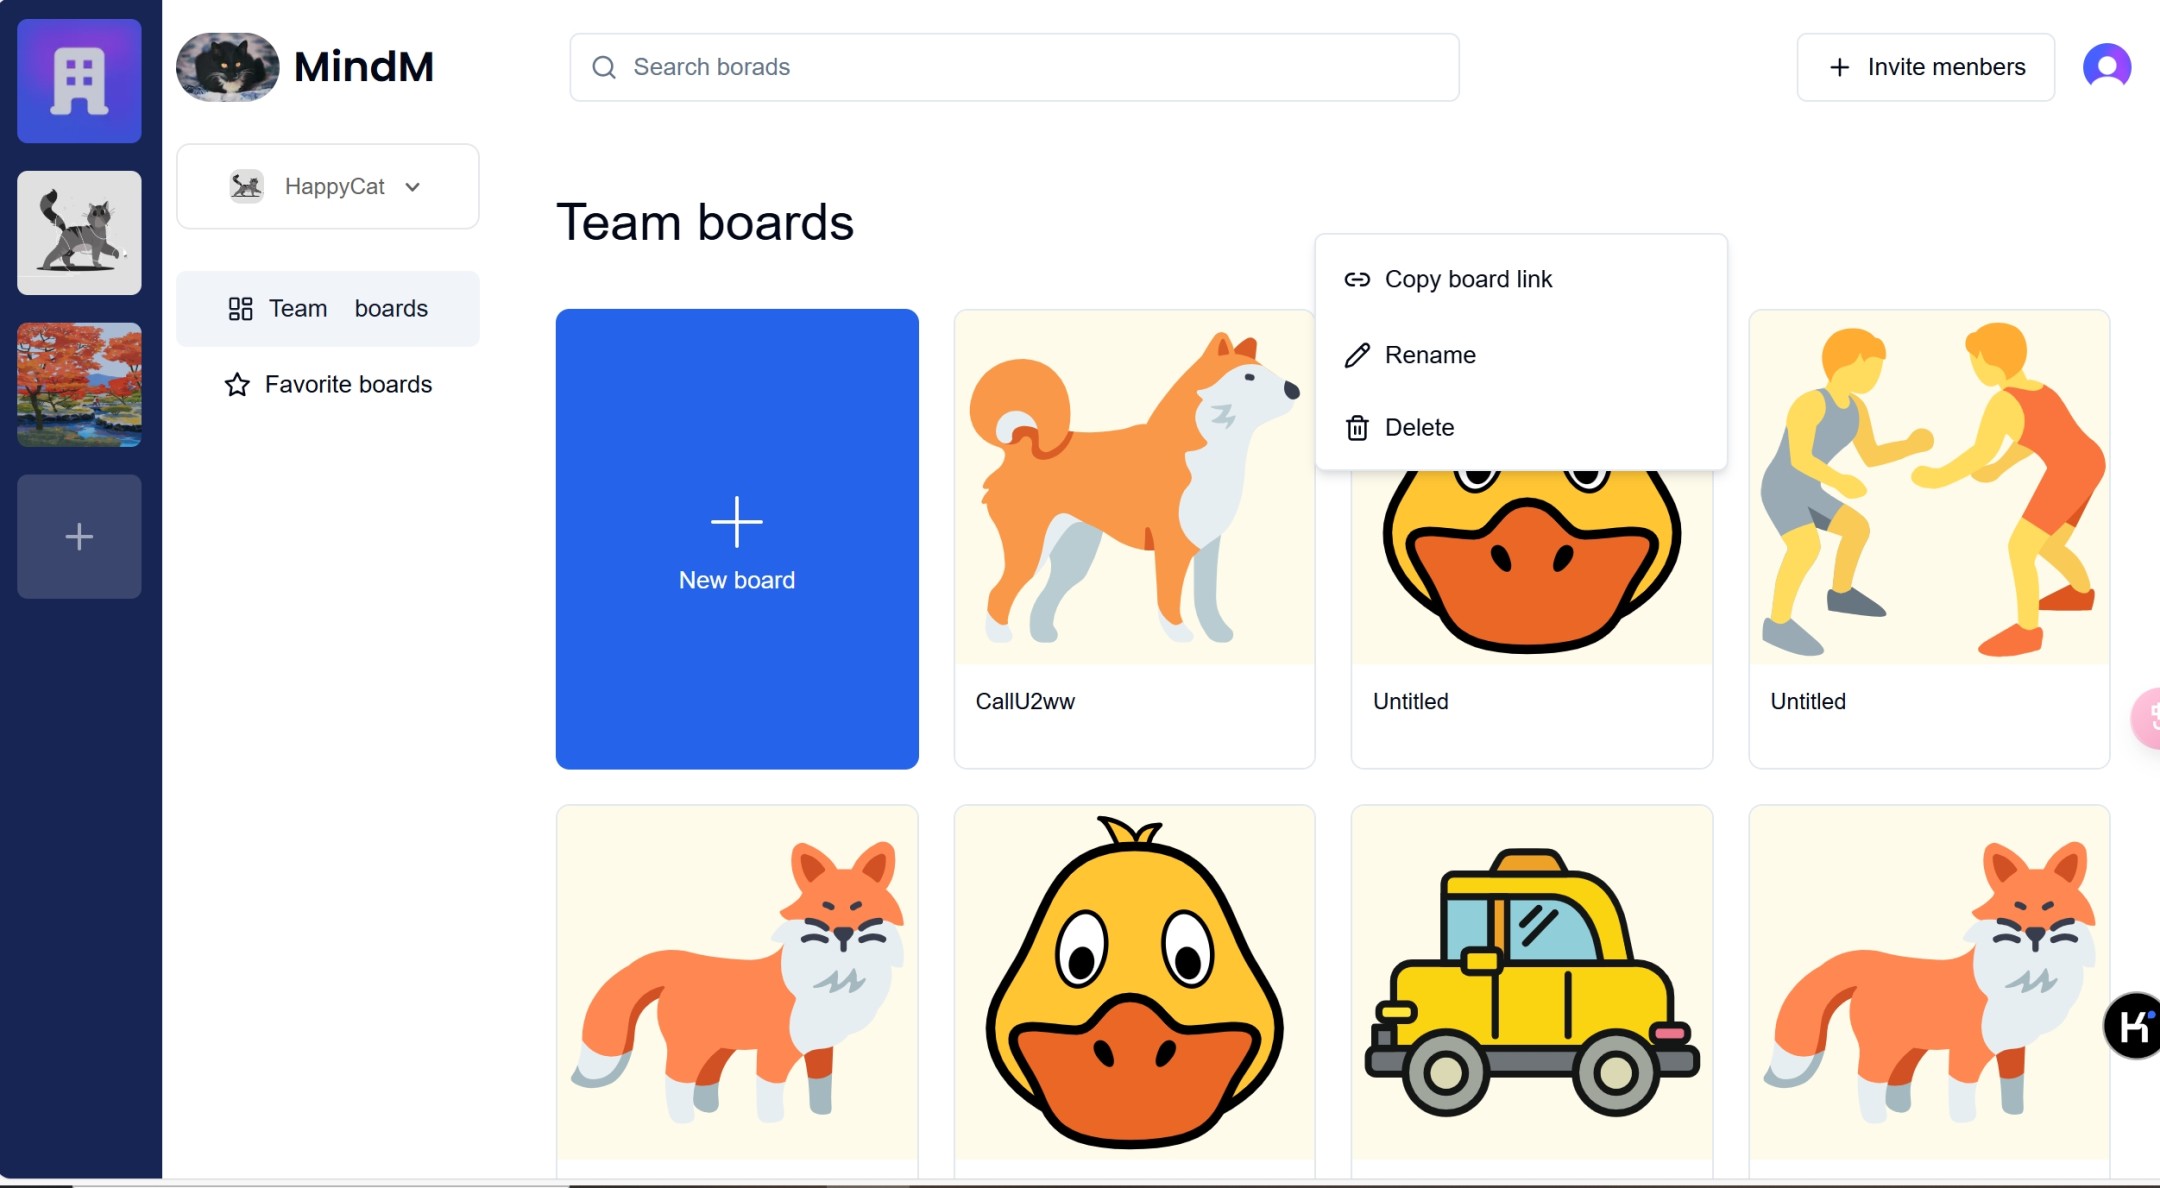 MindM
Search borads
Invite menbers
HappyCat
Team boards
Favorite boards
Team boards
Copy board link
Rename
Delete
New board
CallU2ww
Untitled
Untitled